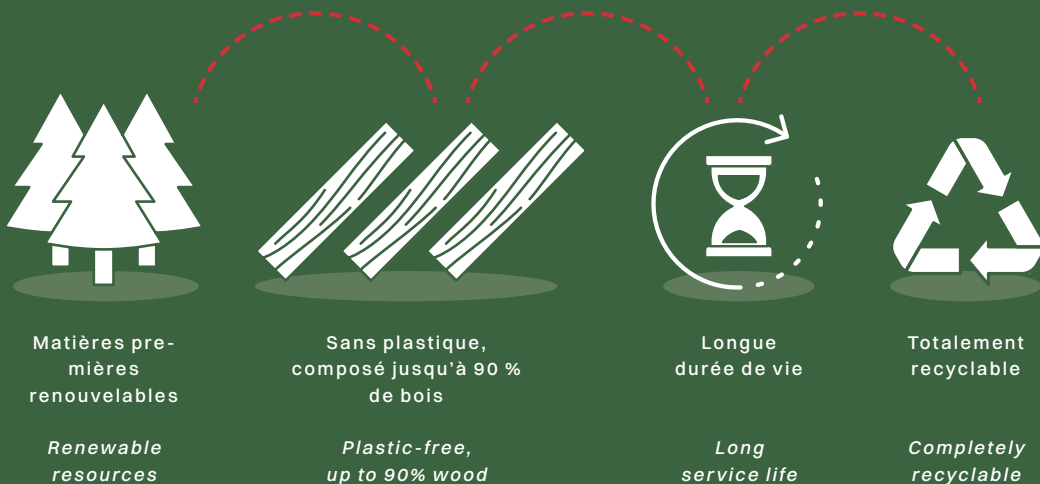 Matières pre-
mières
renouvelables
Renewable
resources
Sans plastique,
composé jusqu'à 90 %
de bois
Plastic-free,
up to 90% wood
Longue
durée de vie
Long
service life
Totalement
recyclable
Completely
recyclable